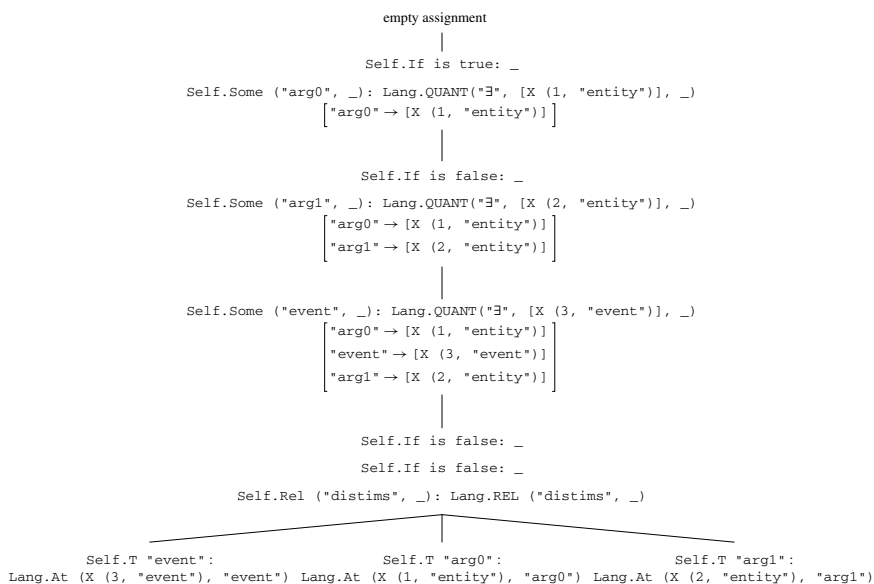 empty assignment
Self.If is true: _
Self.Some ("arg0", _): Lang.QUANT("∃", [X (1, "entity")], _)
["arg0" → [X (1, "entity")]]
Self.If is false: _
Self.Some ("arg1", _): Lang.QUANT("∃", [X (2, "entity")], _)
["arg0" → [X (1, "entity")]
"arg1" → [X (2, "entity")]]
Self.Some ("event", _): Lang.QUANT("∃", [X (3, "event")], _)
["arg0" → [X (1, "entity")]
"event" → [X (3, "event")]
"arg1" → [X (2, "entity")]]
Self.If is false: _
Self.If is false: _
Self.Rel ("distims", _): Lang.REL ("distims", _)
Self.T "event": Self.T "arg0": Self.T "arg1":
Lang.At (X (3, "event"), "event") Lang.At (X (1, "entity"), "arg0") Lang.At (X (2, "entity"), "arg1")